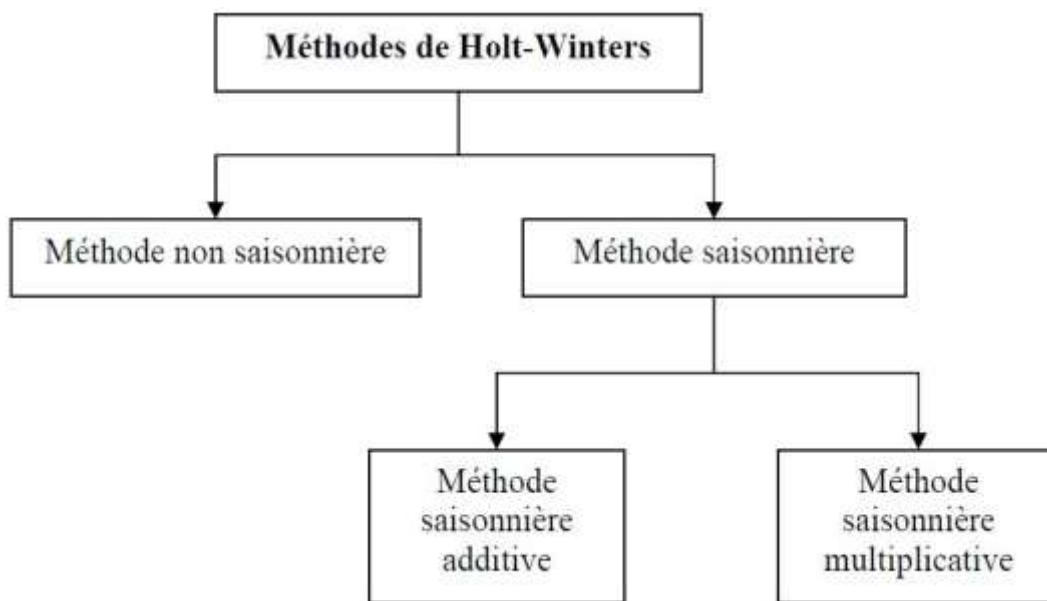 Méthodes de Holt-Winters
Méthode non saisonnière
Méthode saisonnière
Méthode
saisonnière
additive
Méthode
saisonnière
multiplicative